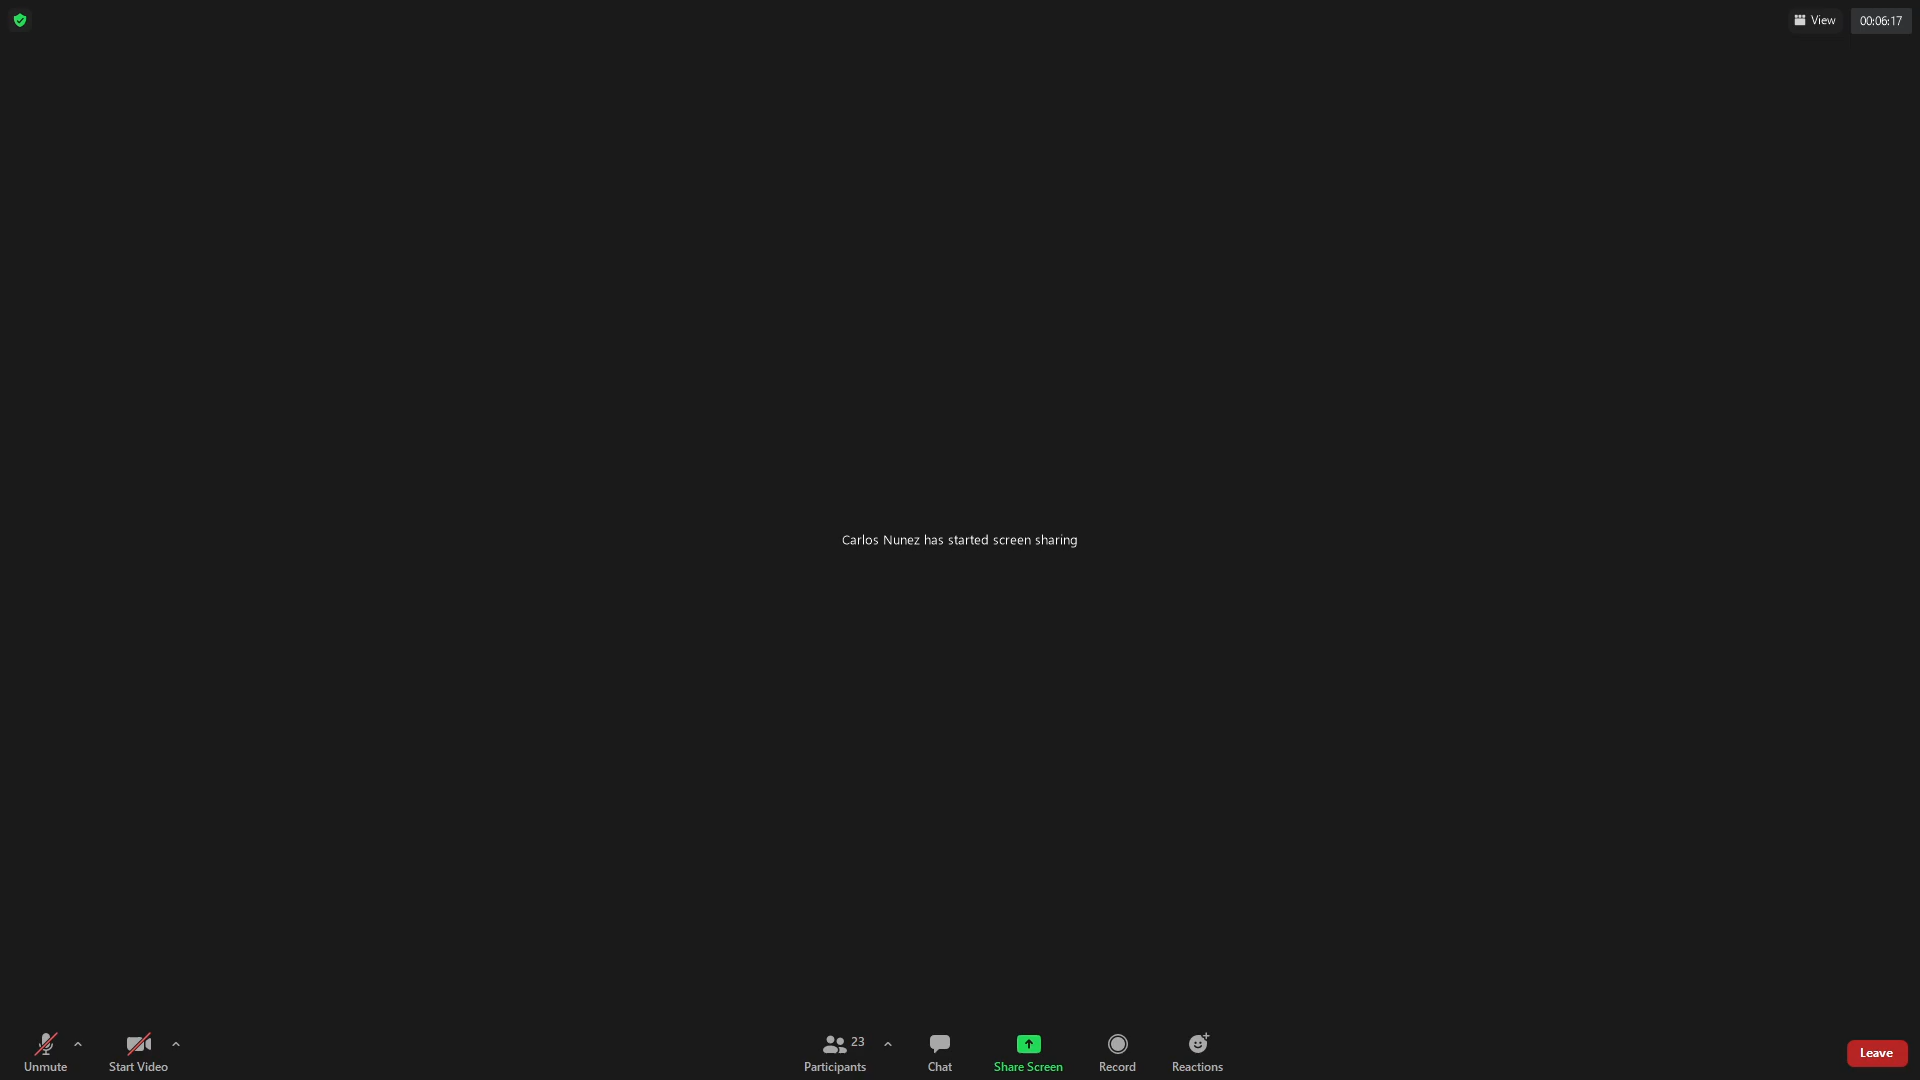 View
00:06:17
Carlos Nunez has started screen sharing
Unmute
Start Video
23
Participants
Chat
Share Screen
Record
Reactions
Leave